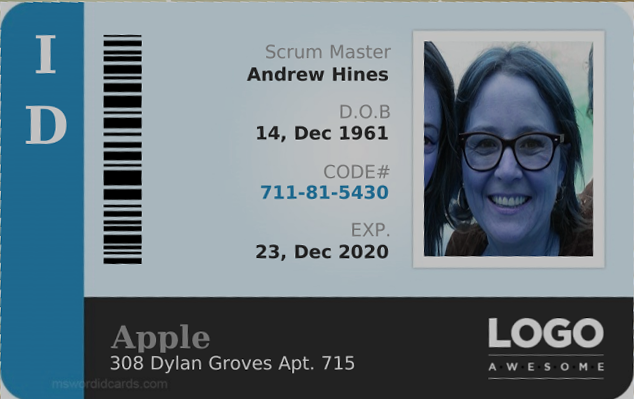 I
D
Scrum Master
Andrew Hines
D.O.B
14, Dec 1961
CODE#
711-81-5430
EXP.
23, Dec 2020
Apple
308 Dylan Groves Apt. 715
LOGO
A·W·E·S·O·M·E
mswordidcards.com